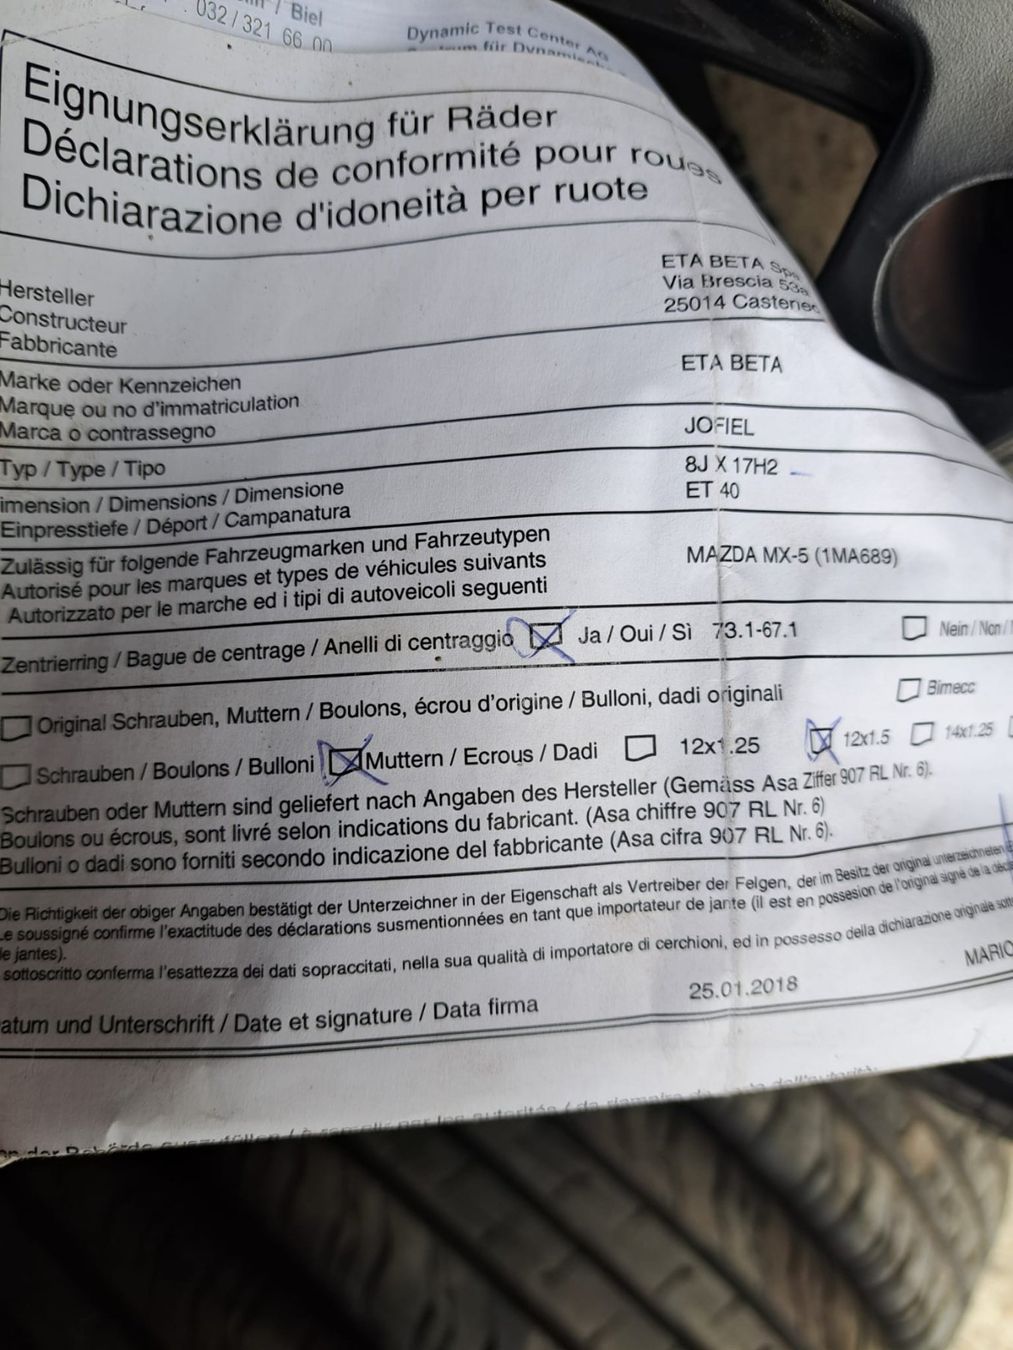 / Biel
032 / 321 66 00
Dynamic Test Center AG
für Dynamische
Eignungserklärung für Räder
Déclarations de conformité pour roues
Dichiarazione d'idoneità per ruote
Hersteller
Constructeur
Fabbricante
ETA BETA Spa
Via Brescia 53a
25014 Castene
Marke oder Kennzeichen
Marque ou no d'immatriculation
Marca o contrassegno
ETA BETA
Typ / Type / Tipo
JOFIEL
imension / Dimensions / Dimensione
8J X 17H2
Einpresstiefe / Déport / Campanatura
ET 40
Zulässig für folgende Fahrzeugmarken und Fahrzeutypen
Autorisé pour les marques et types de véhicules suivants
Autorizzato per le marche ed i tipi di autoveicoli seguenti
MAZDA MX-5 (1MA689)
Zentrierring / Bague de centrage / Anelli di centraggio Ja / Oui / Sì 73.1-67.1 Nein / Non /
Original Schrauben, Muttern / Boulons, écrou d'origine / Bulloni, dadi originali Bimecc
Schrauben / Boulons / Bulloni Muttern / Ecrous / Dadi 12x1.25 12x1.5 14x1.25
Schrauben oder Muttern sind geliefert nach Angaben des Hersteller (Gemäss Asa Ziffer 907 RL Nr. 6).
Boulons ou écrous, sont livré selon indications du fabricant. (Asa chiffre 907 RL Nr. 6)
Bulloni o dadi sono forniti secondo indicazione del fabbricante (Asa cifra 907 RL Nr. 6).
Die Richtigkeit der obiger Angaben bestätigt der Unterzeichner in der Eigenschaft als Vertreiber der Felgen, der im Besitz der original unterzeichneten
Le soussigné confirme l'exactitude des déclarations susmentionnées en tant que importateur de jante (il est en possesion de l'original signé de la
e jantes).
sottoscritto conferma l'esattezza dei dati sopraccitati, nella sua qualità di importatore di cerchioni, ed in possesso della dichiarazione originale
MARIO
atum und Unterschrift / Date et signature / Data firma
25.01.2018